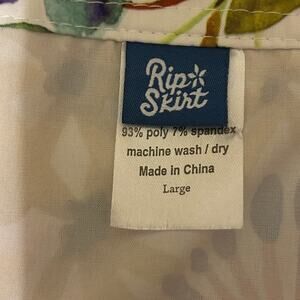 Rip
Skirt
93% poly 7% spandex
machine wash / dry
Made in China
Large